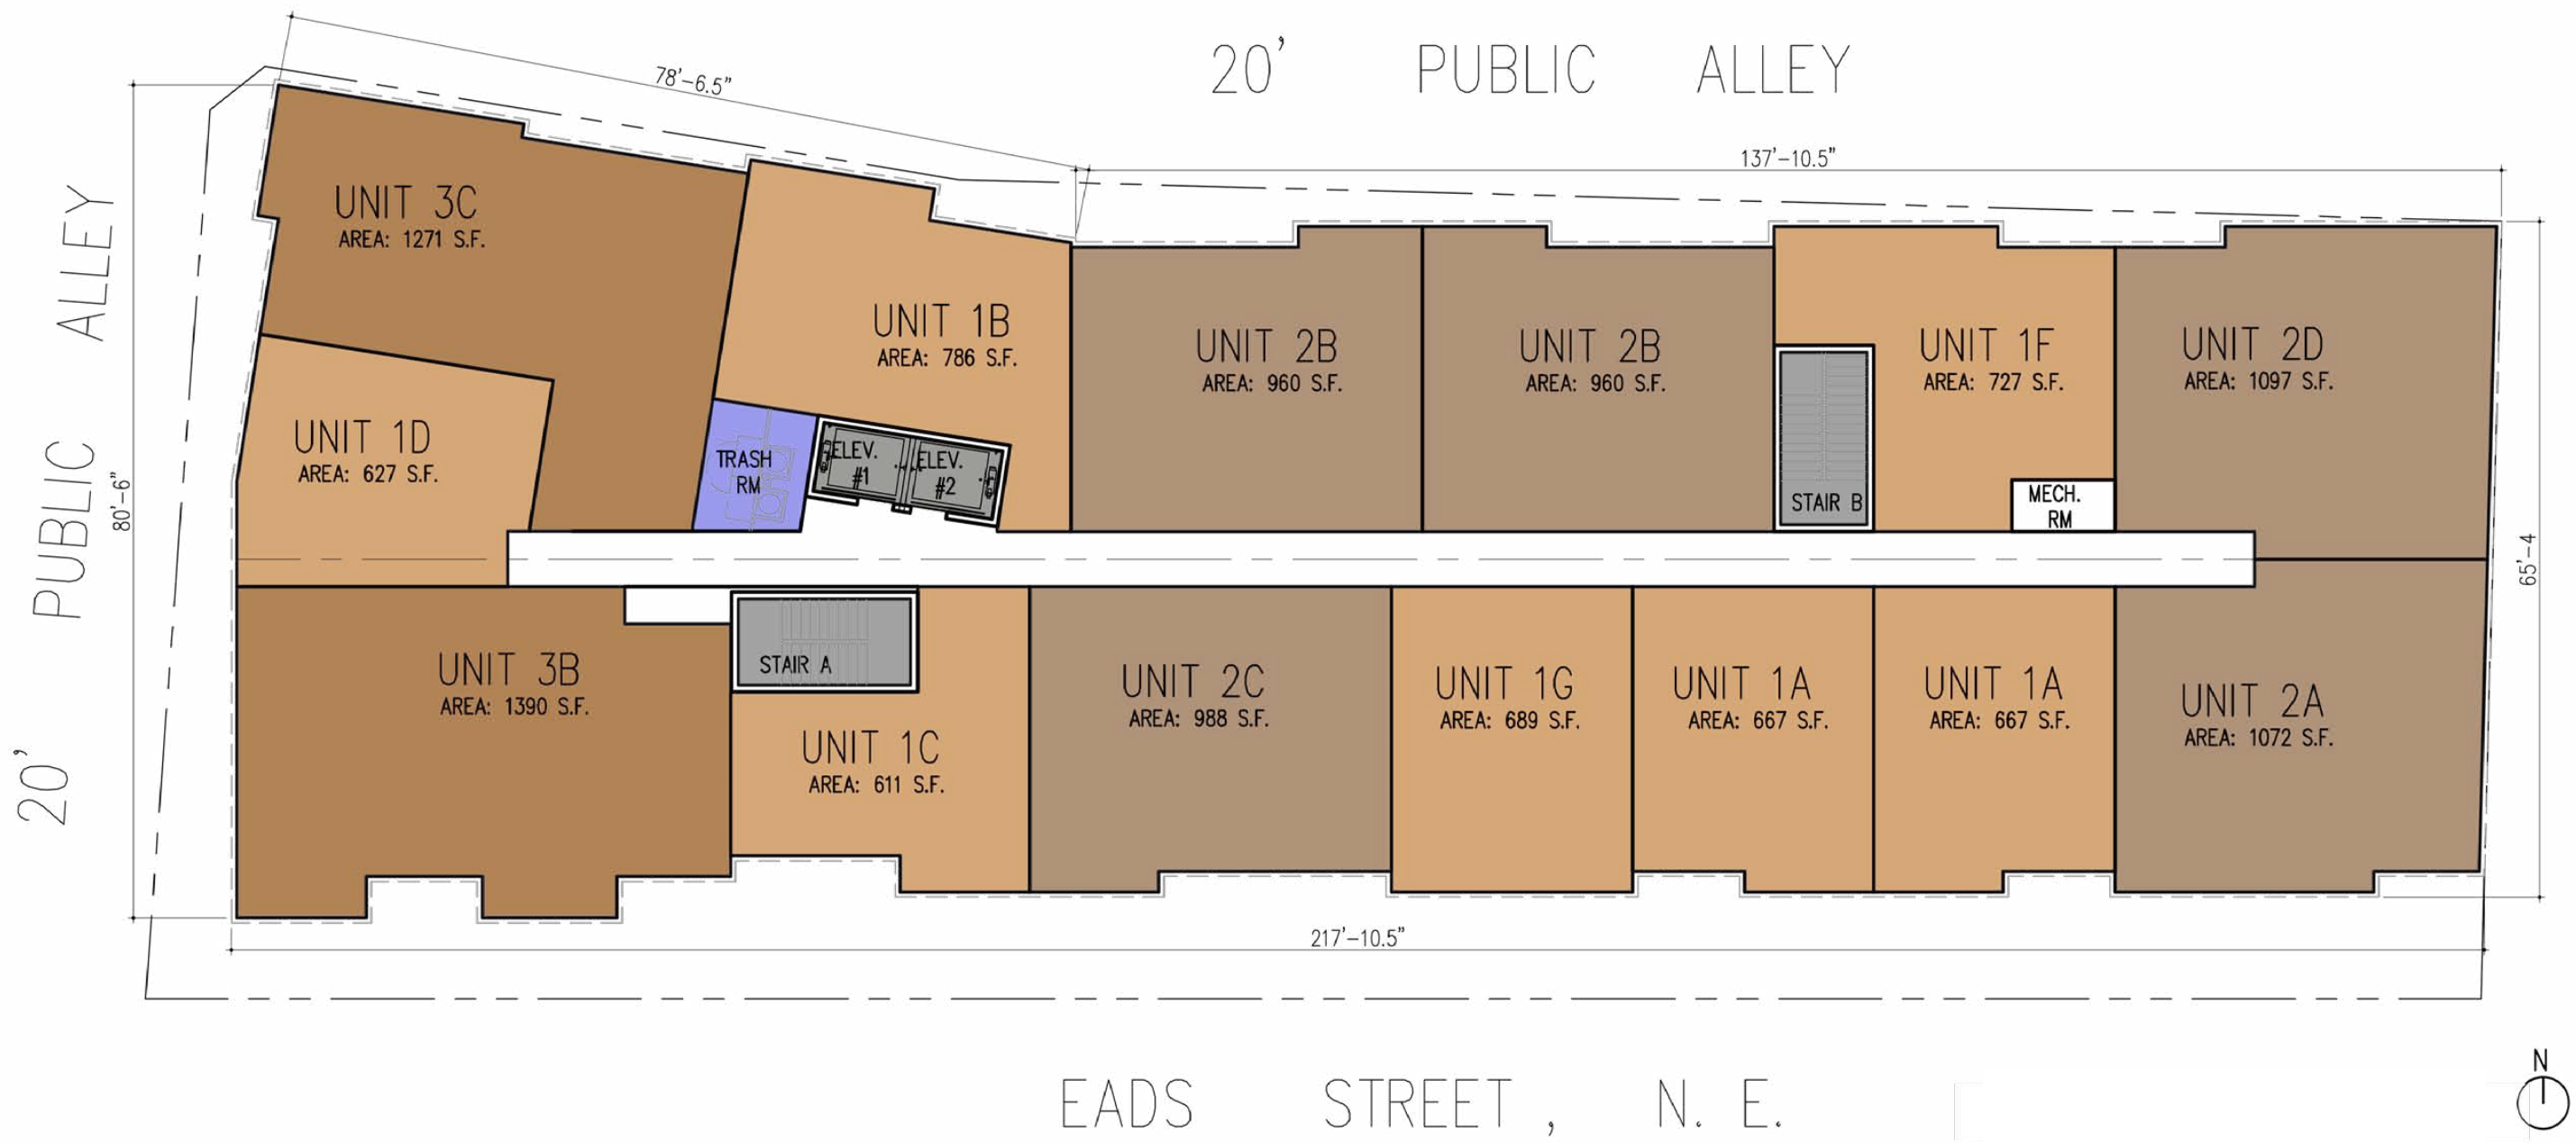 20' PUBLIC ALLEY
78'-6.5"
137'-10.5"
UNIT 3C
AREA: 1271 S.F.
UNIT 1B
AREA: 786 S.F.
UNIT 2B
AREA: 960 S.F.
UNIT 2B
AREA: 960 S.F.
UNIT 1F
AREA: 727 S.F.
UNIT 2D
AREA: 1097 S.F.
UNIT 1D
AREA: 627 S.F.
TRASH
RM
ELEV.
#1
ELEV.
#2
STAIR B
MECH.
RM
20' PUBLIC ALLEY
80'-6"
65'-4
UNIT 3B
AREA: 1390 S.F.
STAIR A
UNIT 1C
AREA: 611 S.F.
UNIT 2C
AREA: 988 S.F.
UNIT 1G
AREA: 689 S.F.
UNIT 1A
AREA: 667 S.F.
UNIT 1A
AREA: 667 S.F.
UNIT 2A
AREA: 1072 S.F.
217'-10.5"
EADS STREET, N. E.
N